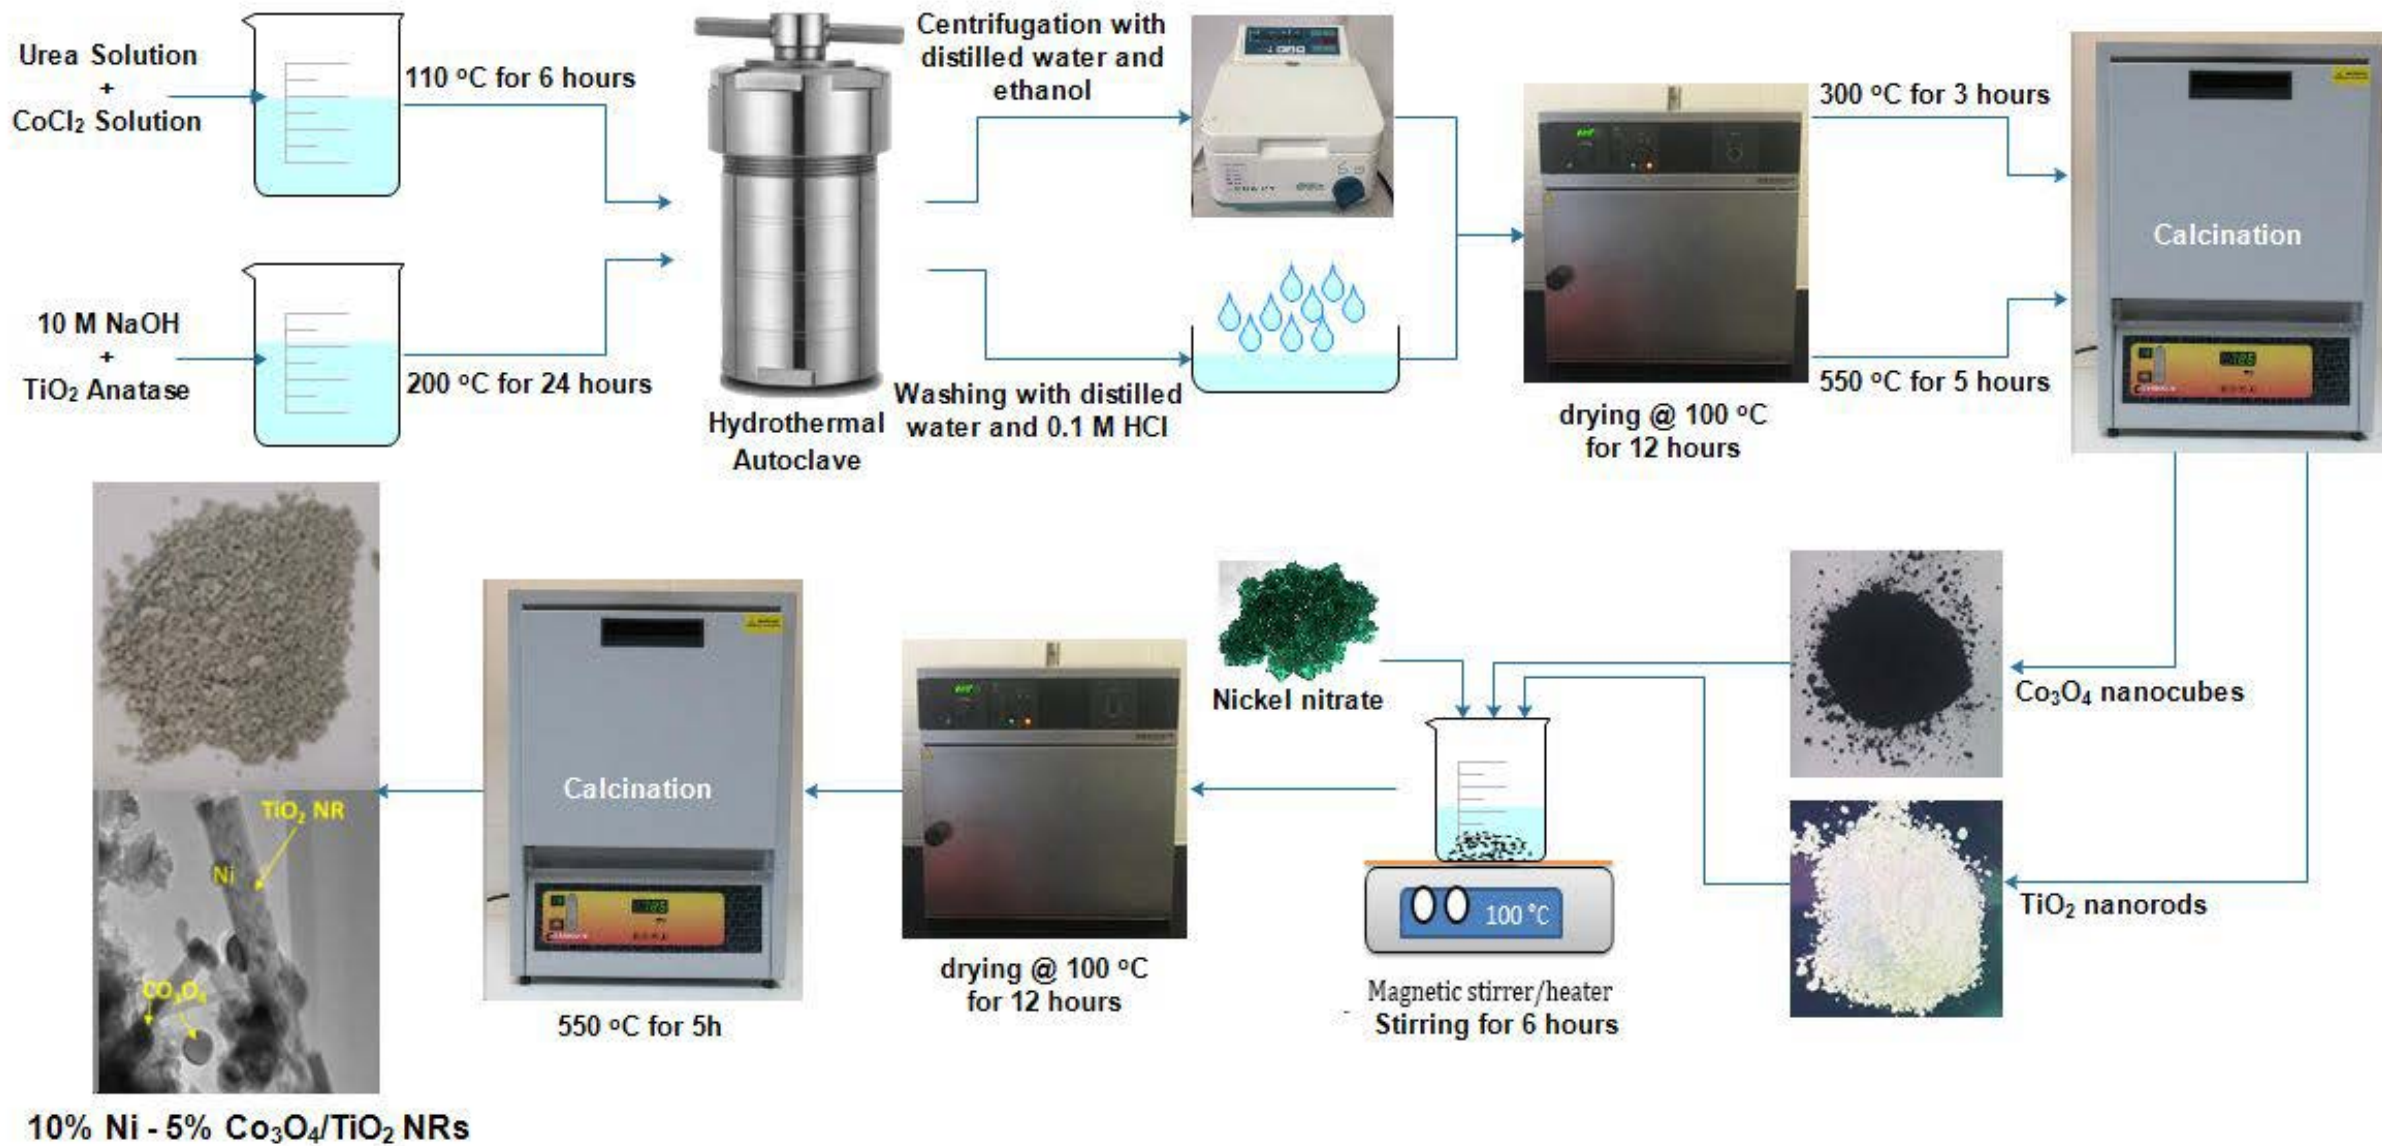 Urea Solution
+
CoCl₂ Solution
110 °C for 6 hours
10 M NaOH
+
TiO₂ Anatase
200 °C for 24 hours
Hydrothermal
Autoclave
Centrifugation with
distilled water and
ethanol
Washing with distilled
water and 0.1 M HCl
drying @ 100 °C
for 12 hours
300 °C for 3 hours
550 °C for 5 hours
Calcination
Co₃O₄ nanocubes
TiO₂ nanorods
Nickel nitrate
100 °C
Magnetic stirrer/heater
Stirring for 6 hours
drying @ 100 °C
for 12 hours
Calcination
550 °C for 5h
TiO₂ NR
Ni
CO₃O₄
10% Ni - 5% Co₃O₄/TiO₂ NRs